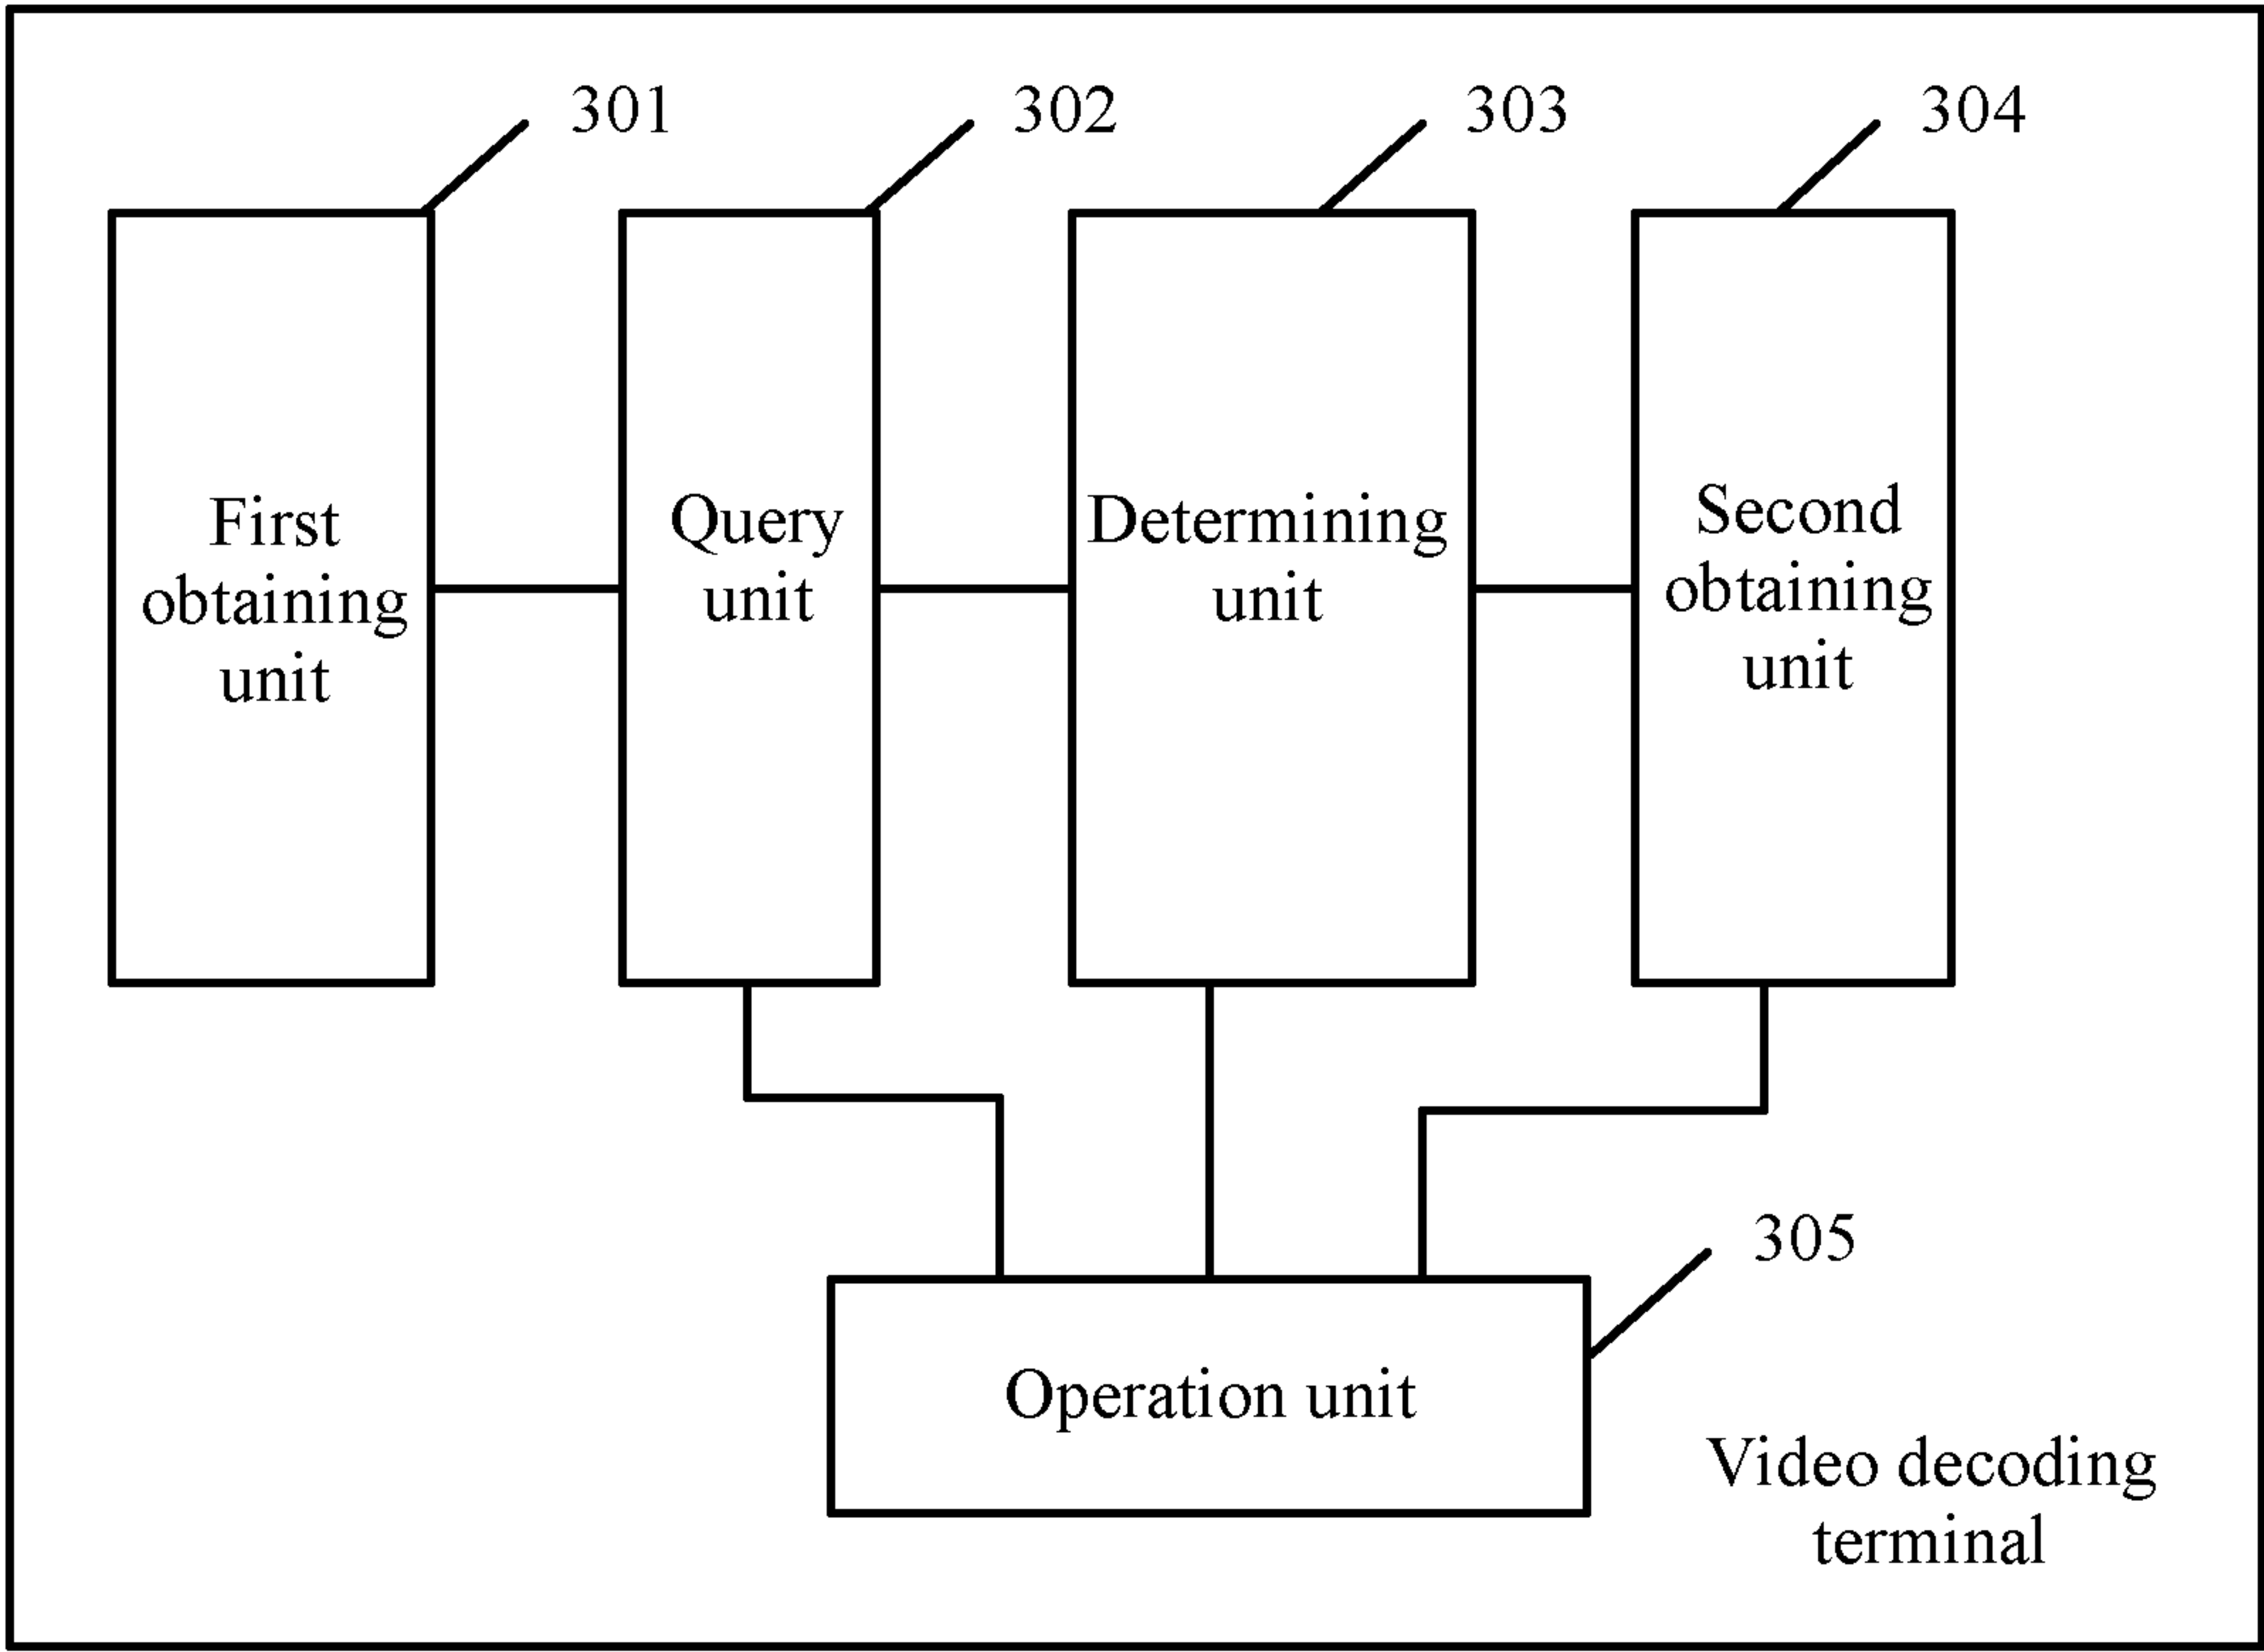 301
302
303
304
First
obtaining
unit
Query
unit
Determining
unit
Second
obtaining
unit
305
Operation unit
Video decoding
terminal